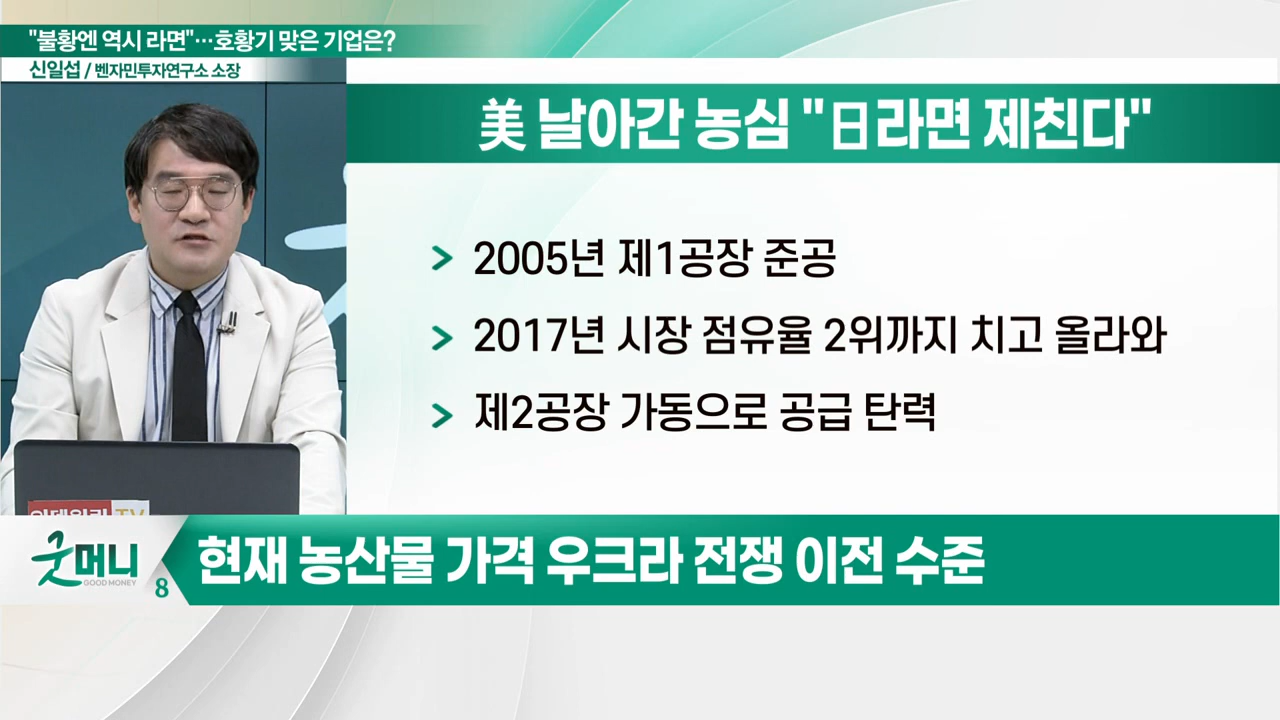 "불황엔 역시 라면"…호황기 맞은 기업은?
신일섭 / 벤자민투자연구소 소장
美 날아간 농심 "日라면 제친다"
> 2005년 제1공장 준공
> 2017년 시장 점유율 2위까지 치고 올라와
> 제2공장 가동으로 공급 탄력
굿머니
GOOD MONEY
8
현재 농산물 가격 우크라 전쟁 이전 수준